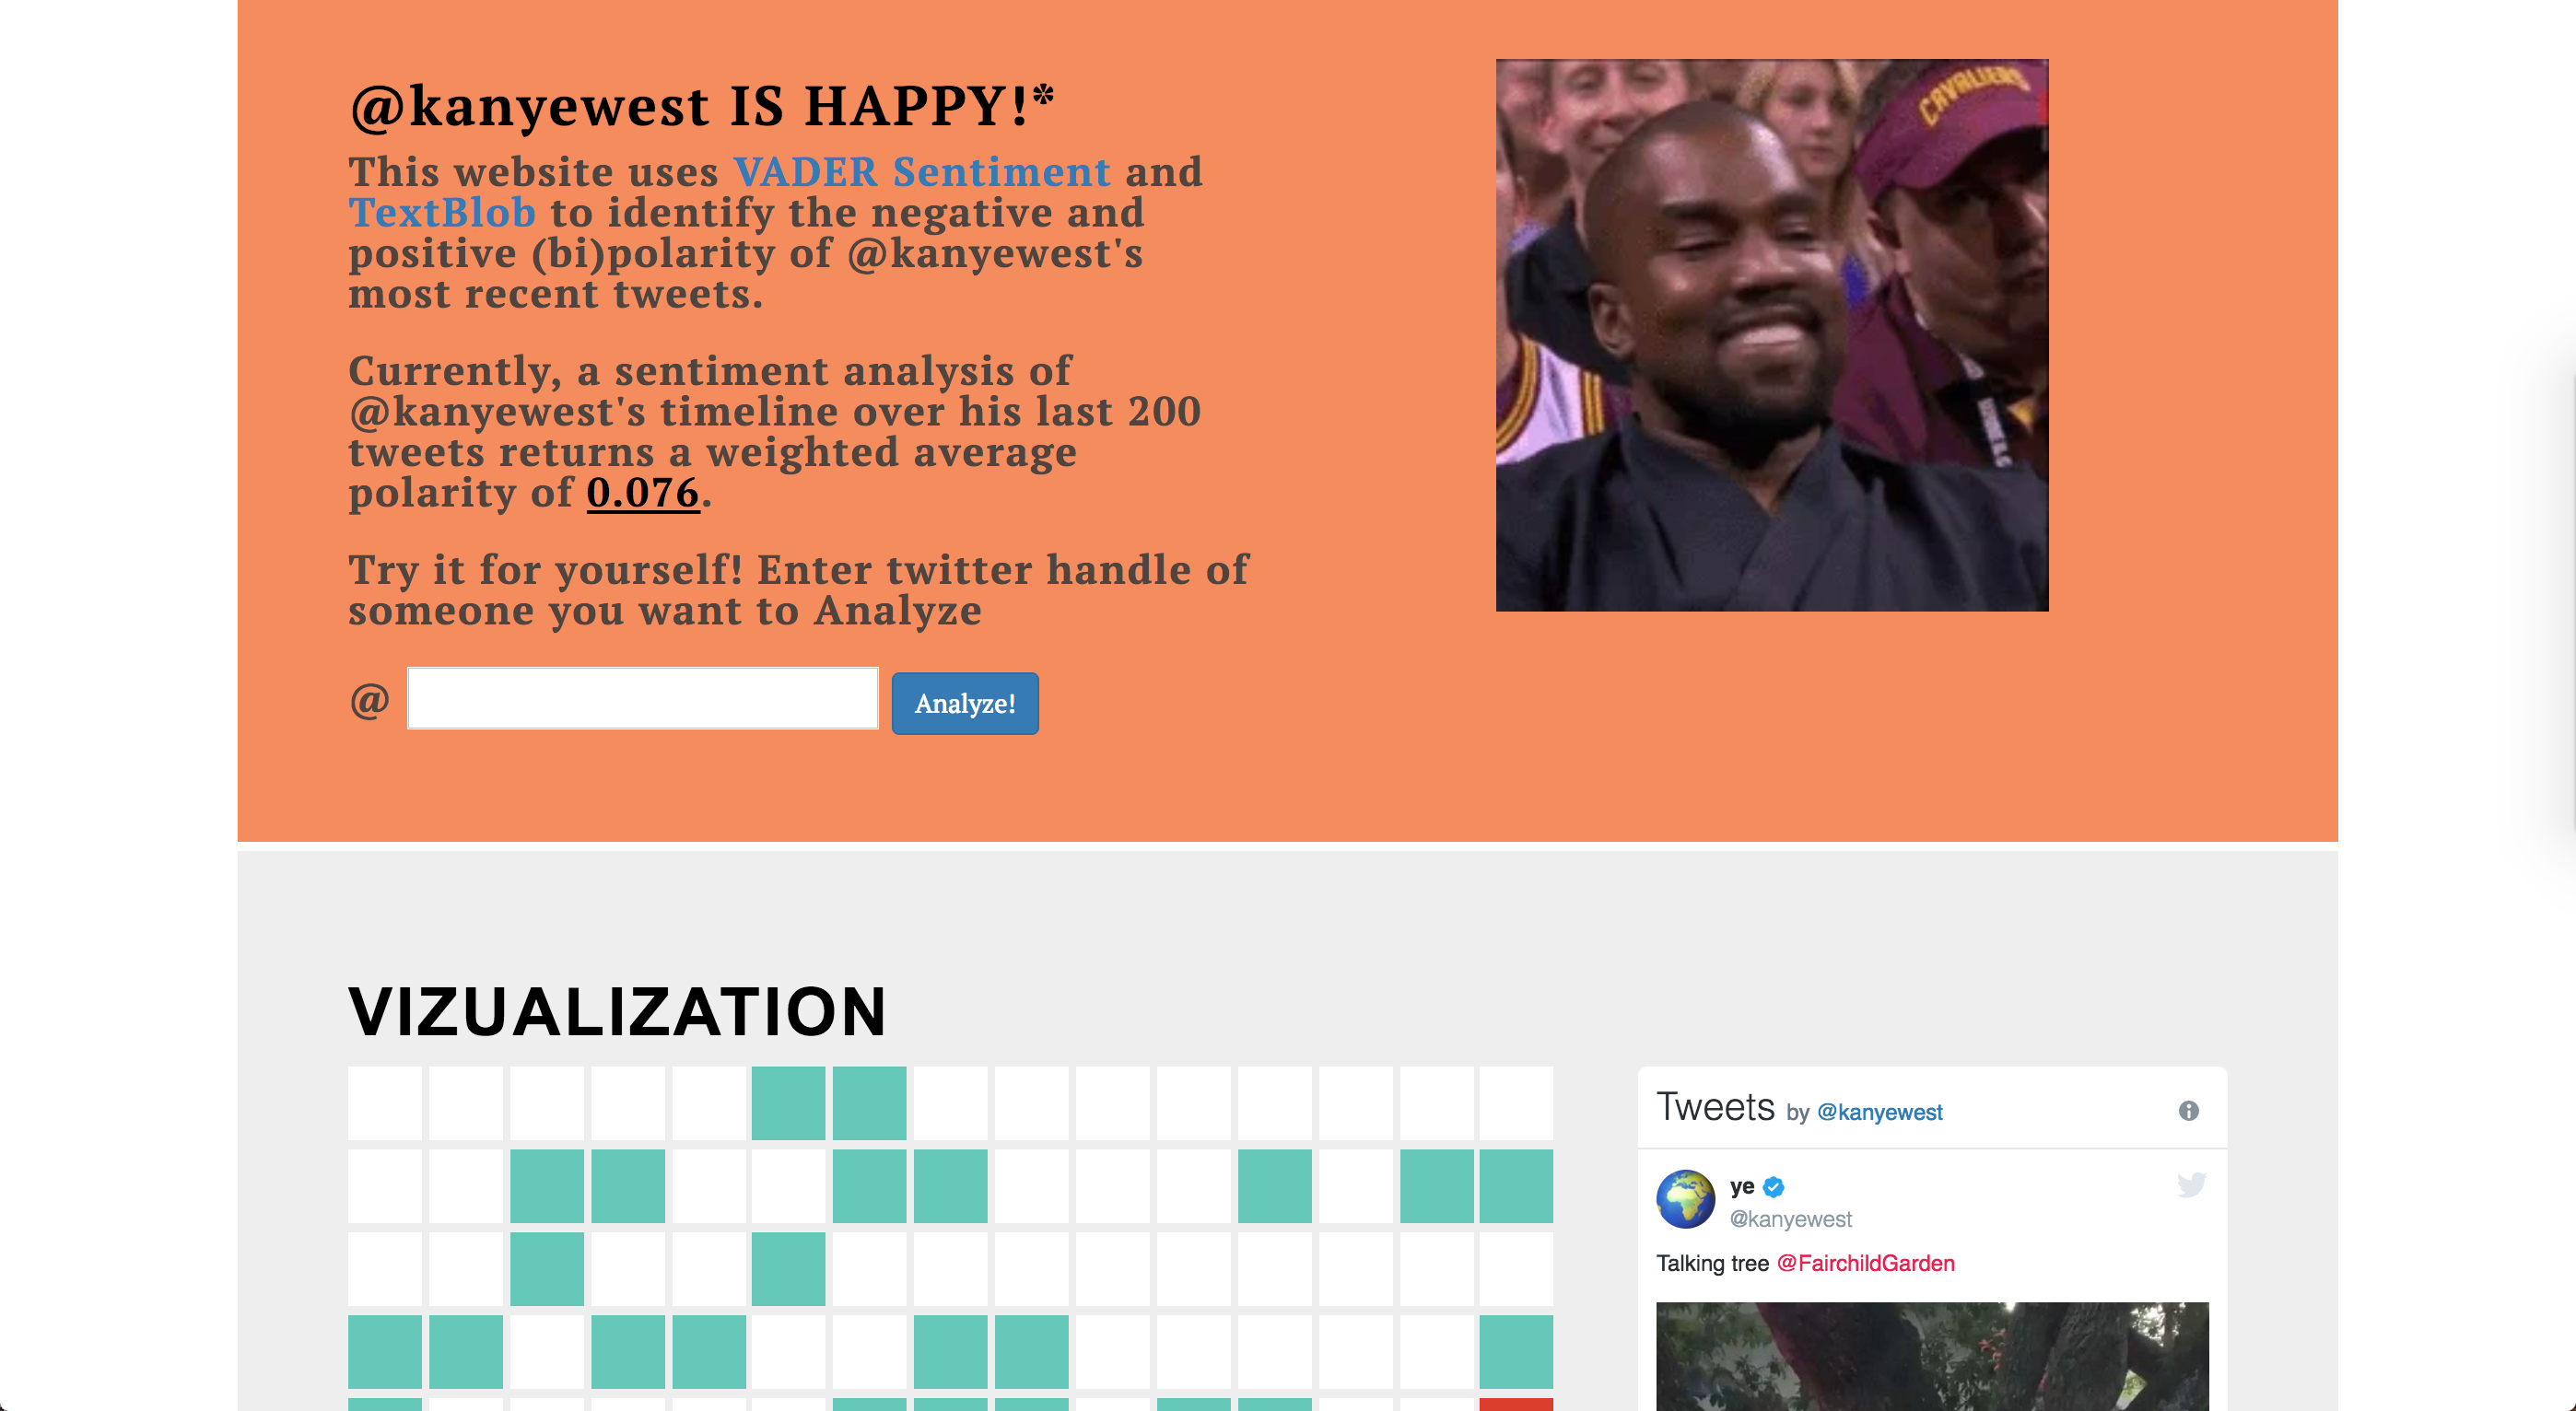 @kanyewest IS HAPPY!*
This website uses VADER Sentiment and
TextBlob to identify the negative and
positive (bi)polarity of @kanyewest's
most recent tweets.
Currently, a sentiment analysis of
@kanyewest's timeline over his last 200
tweets returns a weighted average
polarity of 0.076.
Try it for yourself! Enter twitter handle of
someone you want to Analyze
@
Analyze!
CAVALIERS
VIZUALIZATION
Tweets by @kanyewest
ye
@kanyewest
Talking tree @FairchildGarden